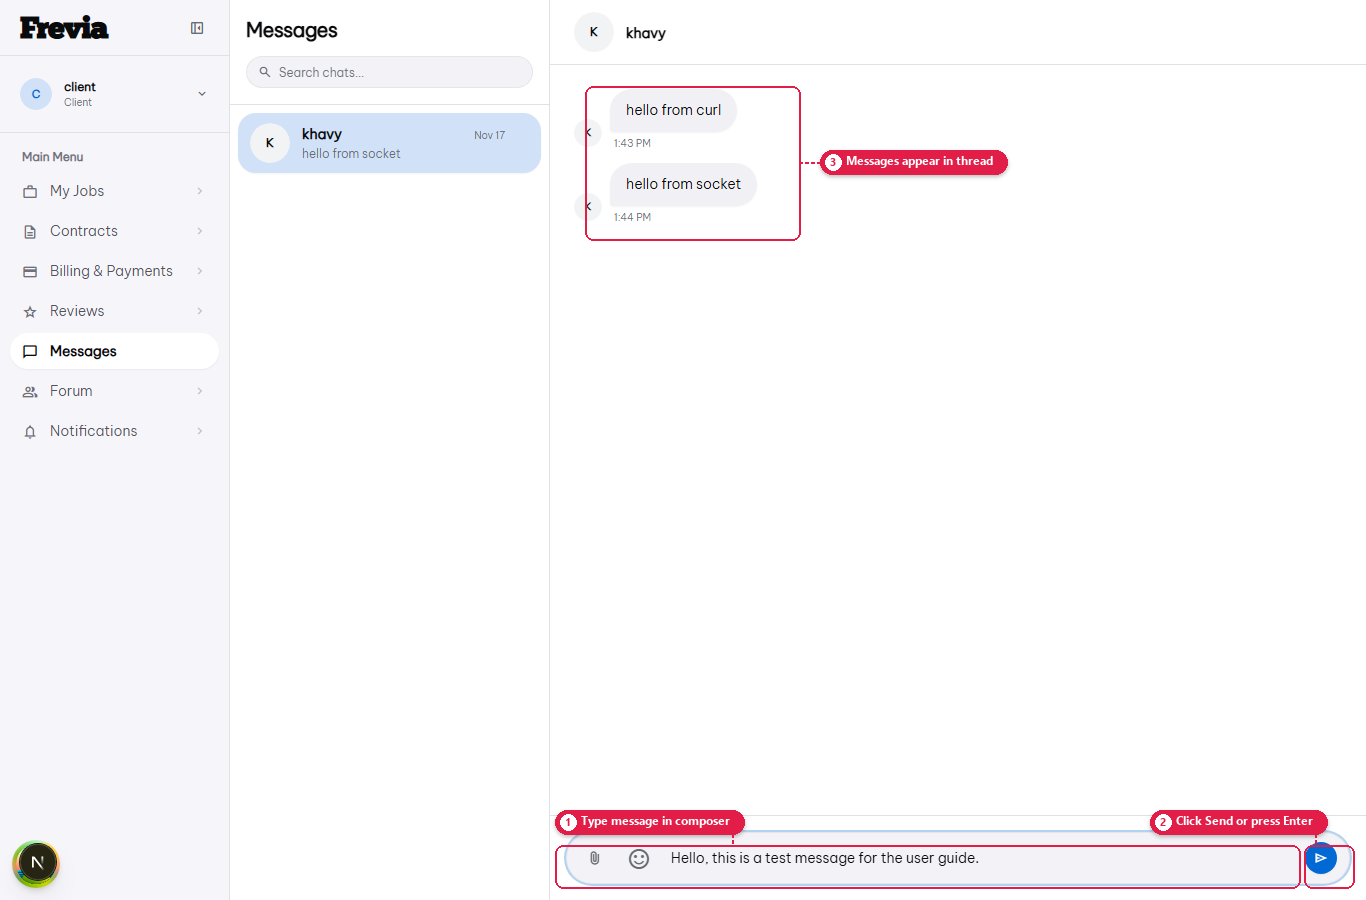 Frevia
C
client
Client
Main Menu
My Jobs
Contracts
Billing & Payments
Reviews
Messages
Forum
Notifications
N
Messages
Search chats...
K
khavy
Nov 17
hello from socket
K
khavy
hello from curl
K
1:43 PM
hello from socket
K
1:44 PM
3 Messages appear in thread
1 Type message in composer
2 Click Send or press Enter
Hello, this is a test message for the user guide.